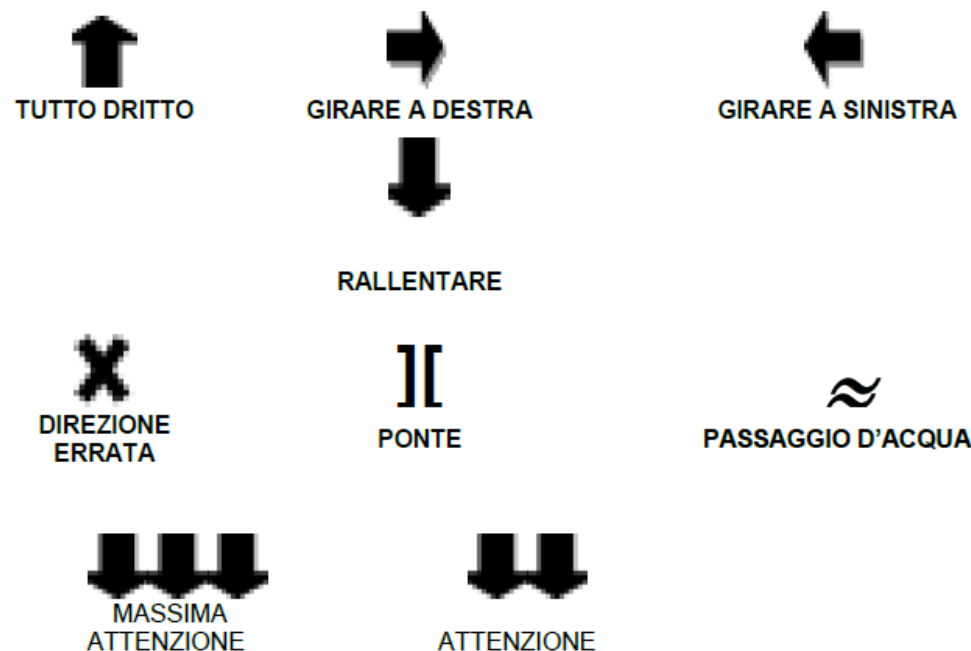 TUTTO DRITTO
GIRARE A DESTRA
GIRARE A SINISTRA
RALLENTARE
][
≈
DIREZIONE
ERRATA
PONTE
PASSAGGIO D'ACQUA
MASSIMA
ATTENZIONE
ATTENZIONE